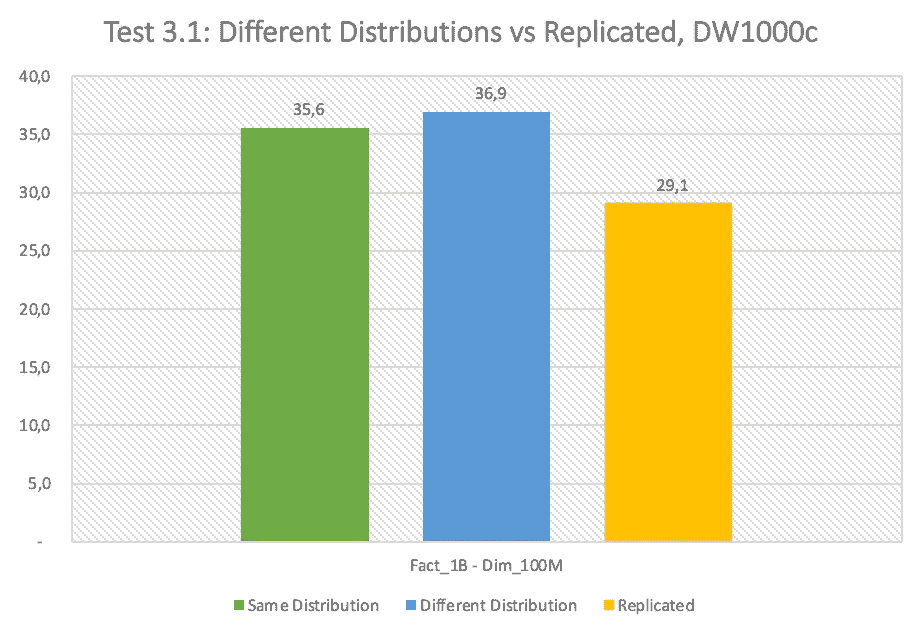 Test 3.1: Different Distributions vs Replicated, DW1000c
40,0
35,0
30,0
25,0
20,0
15,0
10,0
5,0
-
35,6
36,9
29,1
Fact_1B - Dim_100M
Same Distribution
Different Distribution
Replicated